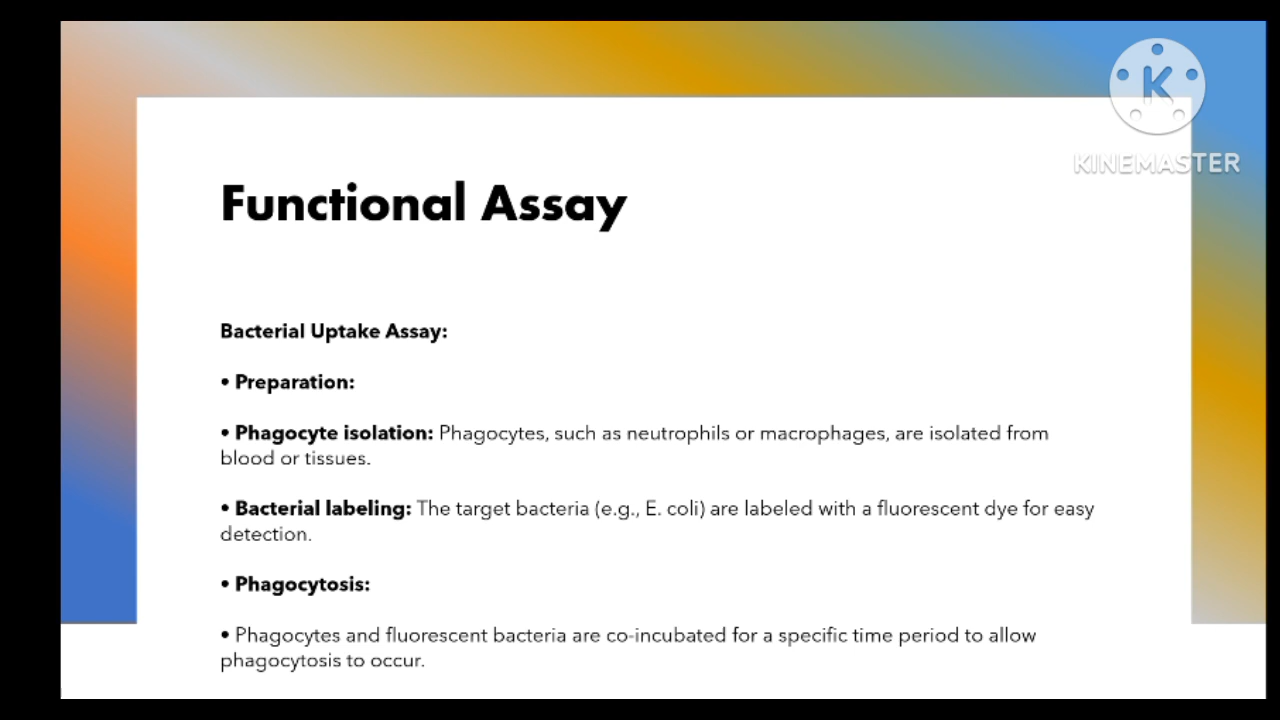 K
KINEMASTER
Functional Assay
Bacterial Uptake Assay:
• Preparation:
• Phagocyte isolation: Phagocytes, such as neutrophils or macrophages, are isolated from
blood or tissues.
• Bacterial labeling: The target bacteria (e.g., E. coli) are labeled with a fluorescent dye for easy
detection.
• Phagocytosis:
• Phagocytes and fluorescent bacteria are co-incubated for a specific time period to allow
phagocytosis to occur.